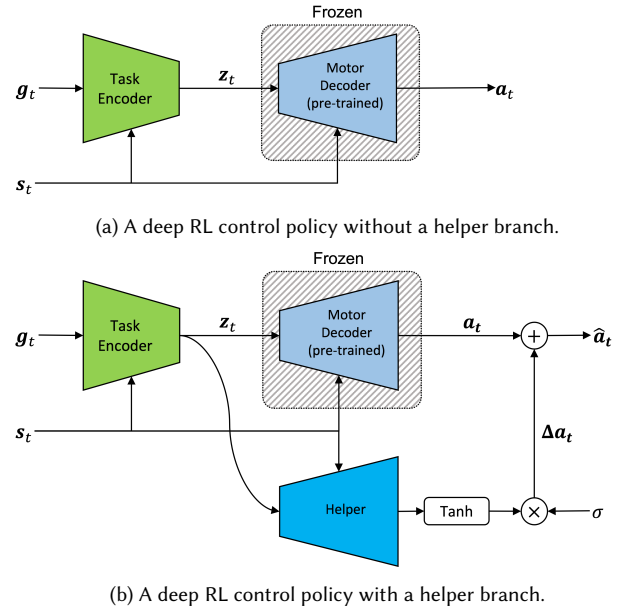 Frozen
Task
Encoder
Motor
Decoder
(pre-trained)
g_t
z_t
a_t
s_t
(a) A deep RL control policy without a helper branch.
Frozen
Task
Encoder
Motor
Decoder
(pre-trained)
g_t
z_t
a_t
+
â_t
s_t
Δa_t
Helper
Tanh
×
σ
(b) A deep RL control policy with a helper branch.